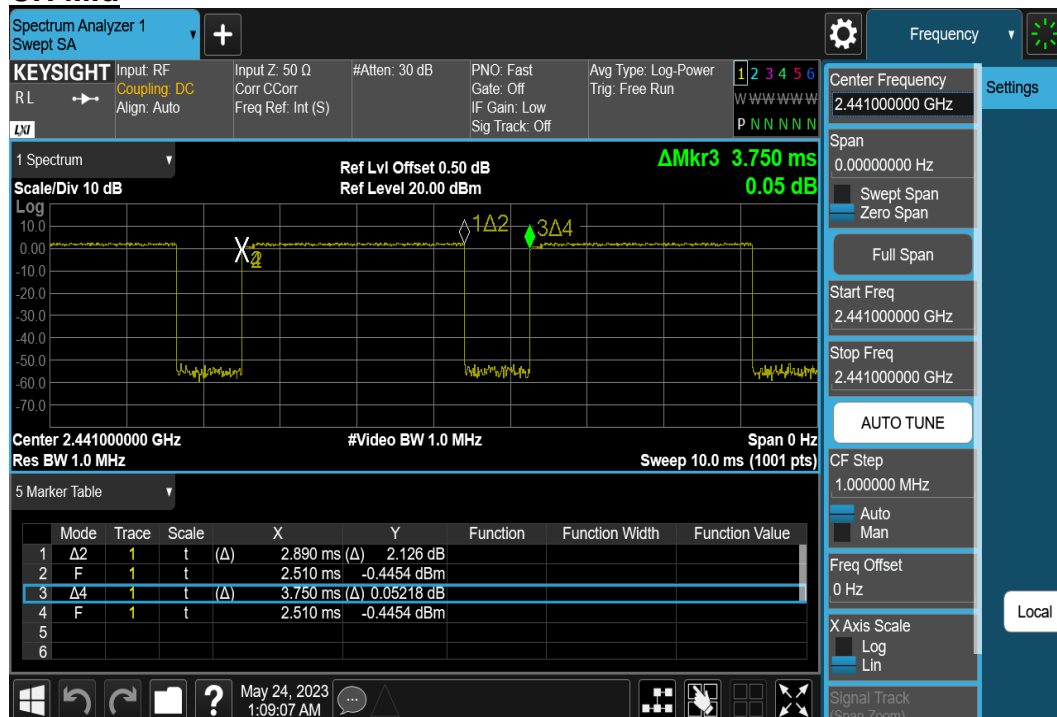 Spectrum Analyzer 1
Swept SA
+
Frequency
KEYSIGHT
RL
LXI
Input: RF
Coupling: DC
Align: Auto
Input Z: 50 Ω
Corr CCorr
Freq Ref: Int (S)
#Atten: 30 dB
PNO: Fast
Gate: Off
IF Gain: Low
Sig Track: Off
Avg Type: Log-Power
Trig: Free Run
1 2 3 4 5 6
W W W W W W
P N N N N N
1 Spectrum
Scale/Div 10 dB
Ref Lvl Offset 0.50 dB
Ref Level 20.00 dBm
ΔMkr3 3.750 ms
0.05 dB
Log
10.0
0.00
-10.0
-20.0
-30.0
-40.0
-50.0
-60.0
-70.0
1Δ2
3Δ4
Center 2.441000000 GHz
#Video BW 1.0 MHz
Span 0 Hz
Res BW 1.0 MHz
Sweep 10.0 ms (1001 pts)
5 Marker Table
Mode Trace Scale X Y Function Function Width Function Value
1 Δ2 1 t (Δ) 2.890 ms (Δ) 2.126 dB
2 F 1 t 2.510 ms -0.4454 dBm
3 Δ4 1 t (Δ) 3.750 ms (Δ) 0.05218 dB
4 F 1 t 2.510 ms -0.4454 dBm
5
6
?
May 24, 2023
1:09:07 AM
Center Frequency
2.441000000 GHz
Span
0.00000000 Hz
Swept Span
Zero Span
Full Span
Start Freq
2.441000000 GHz
Stop Freq
2.441000000 GHz
AUTO TUNE
CF Step
1.000000 MHz
Auto
Man
Freq Offset
0 Hz
X Axis Scale
Log
Lin
Signal Track
(Span Zoom)
Settings
Local